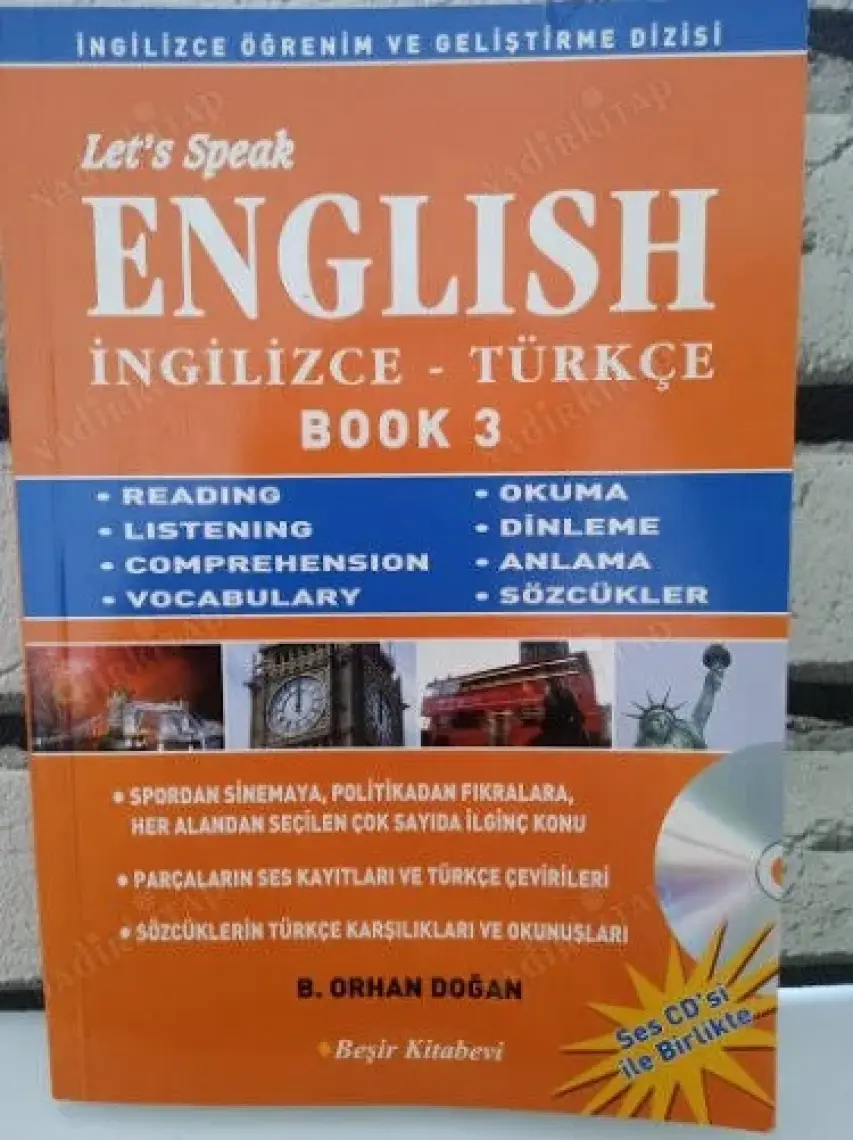 İNGİLİZCE ÖĞRENİM VE GELİŞTİRME DİZİSİ
Let's Speak
ENGLISH
İNGİLİZCE - TÜRKÇE
BOOK 3
• READING
• LISTENING
• COMPREHENSION
• VOCABULARY
• OKUMA
• DİNLEME
• ANLAMA
• SÖZCÜKLER
• SPORDAN SİNEMAYA, POLİTİKADAN FIKRALARA,
HER ALANDAN SEÇİLEN ÇOK SAYIDA İLGİNÇ KONU
• PARÇALARIN SES KAYITLARI VE TÜRKÇE ÇEVİRİLERİ
• SÖZCÜKLERİN TÜRKÇE KARŞILIKLARI VE OKUNUŞLARI
B. ORHAN DOĞAN
Beşir Kitabevi
Ses CD'si
ile Birlikte...
NADİRKİTAP